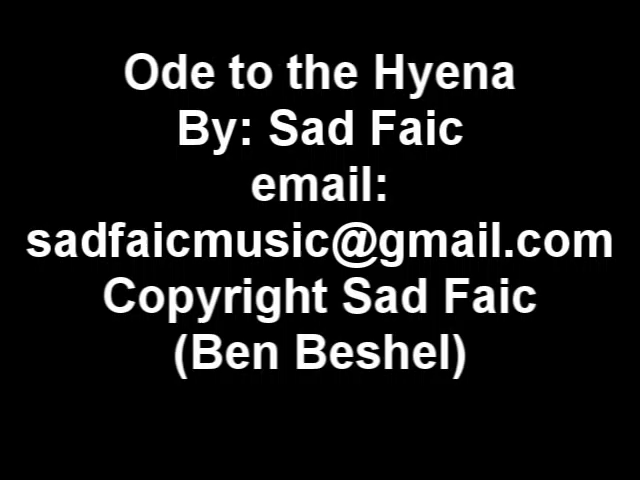 Ode to the Hyena
By: Sad Faic
email:
sadfaicmusic@gmail.com
Copyright Sad Faic
(Ben Beshel)